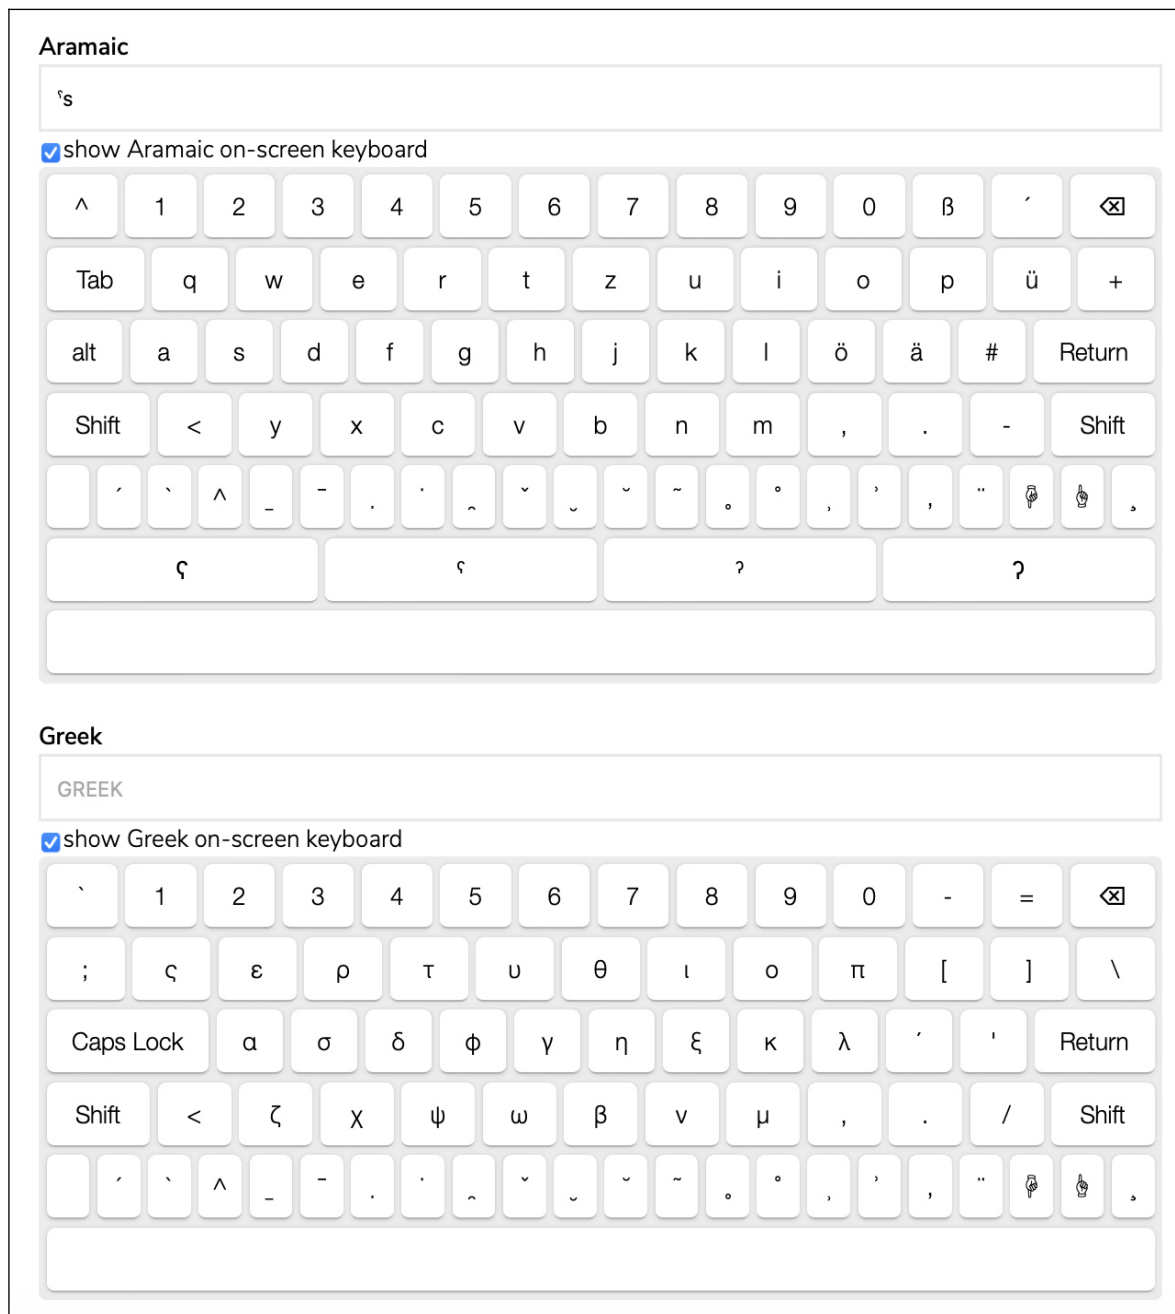 Aramaic
ˤs
show Aramaic on-screen keyboard
^ 1 2 3 4 5 6 7 8 9 0 ß ´ ⌫
Tab q w e r t z u i o p ü +
alt a s d f g h j k l ö ä # Return
Shift < y x c v b n m , . - Shift
´ ` ^ _ ¯ . ˙ ‸ ˇ ˘ ˘ ˜ ˳ ° , ʾ , ¨ ☟ ☝ ¸
ʕ ˤ ˀ ʔ
Greek
GREEK
show Greek on-screen keyboard
` 1 2 3 4 5 6 7 8 9 0 - = ⌫
; ς ε ρ τ υ θ ι ο π [ ] \
Caps Lock α σ δ φ γ η ξ κ λ ΄ ' Return
Shift < ζ χ ψ ω β ν μ , . / Shift
´ ` ^ _ ¯ . ˙ ‸ ˇ ˘ ˘ ˜ ˳ ° , ʾ , ¨ ☟ ☝ ¸